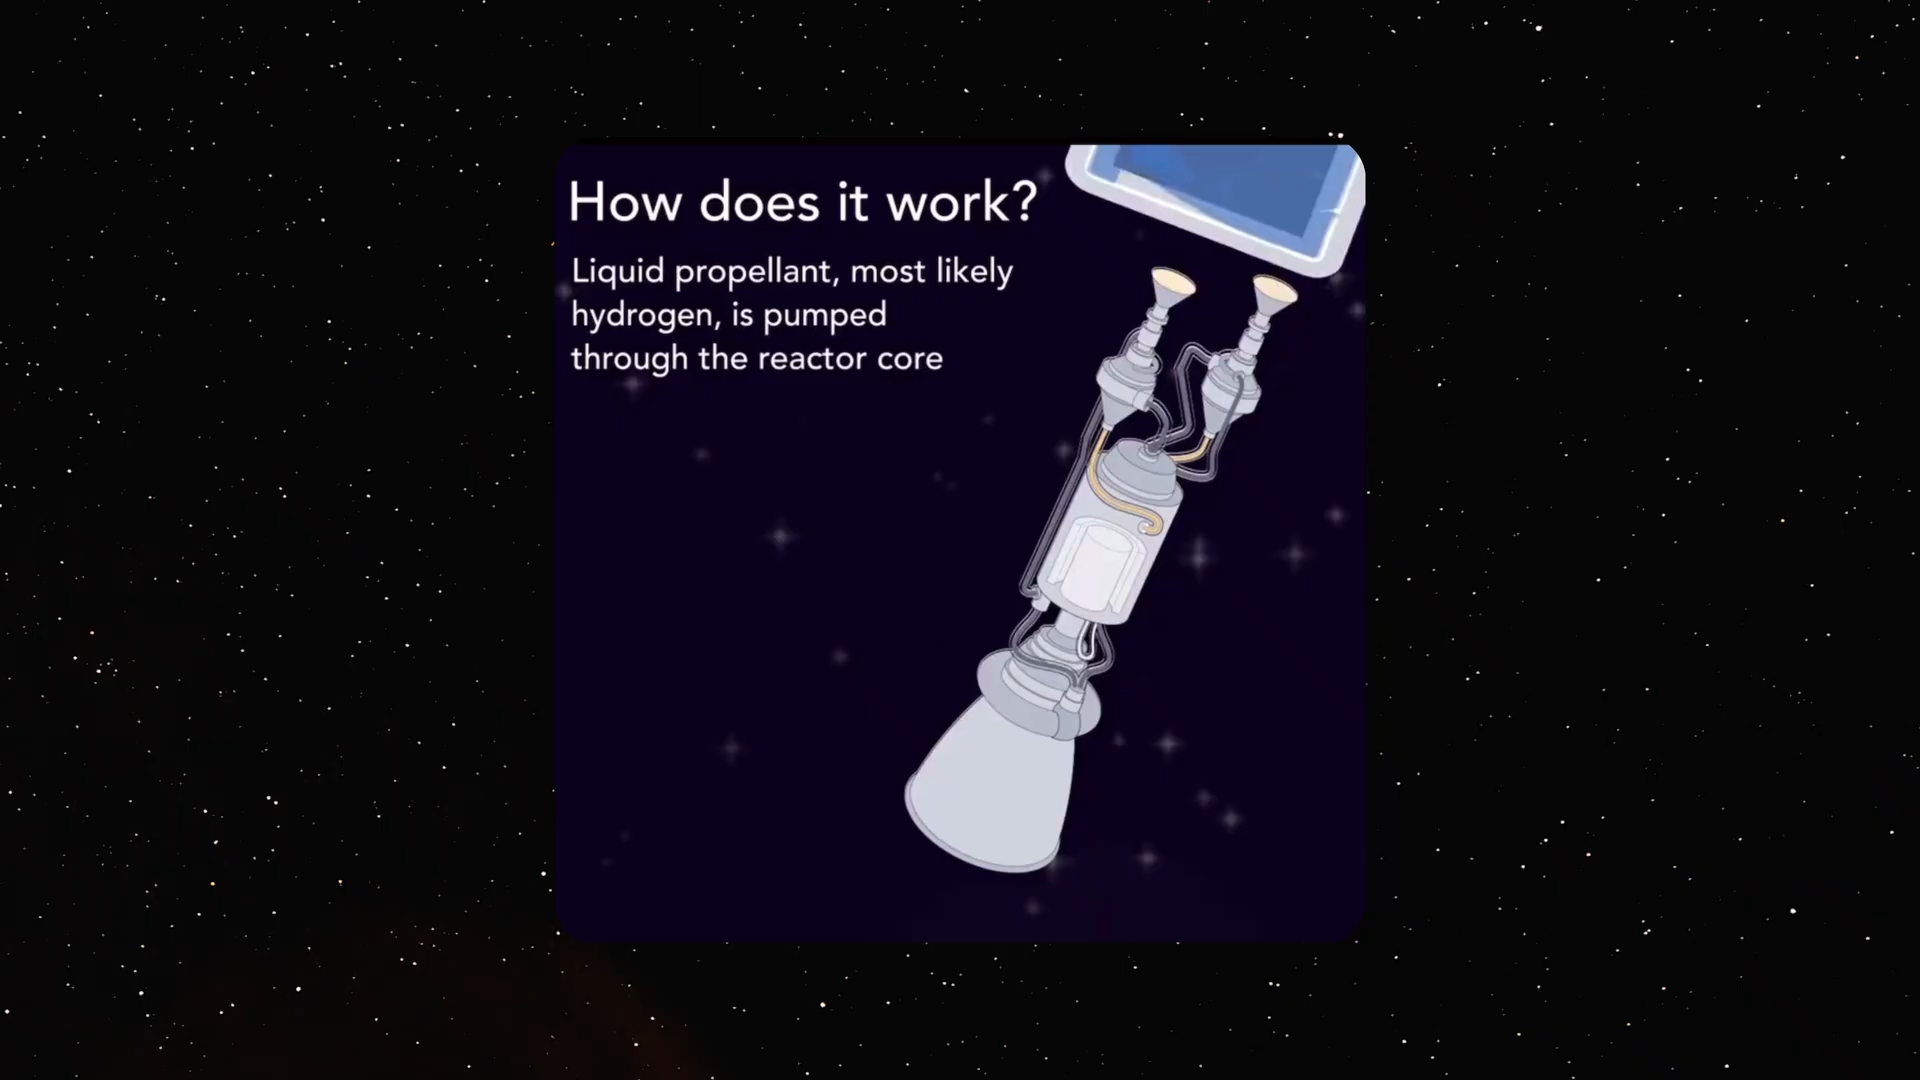 How does it work?
Liquid propellant, most likely
hydrogen, is pumped
through the reactor core